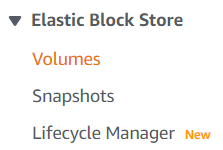 Elastic Block Store
Volumes
Snapshots
Lifecycle Manager New